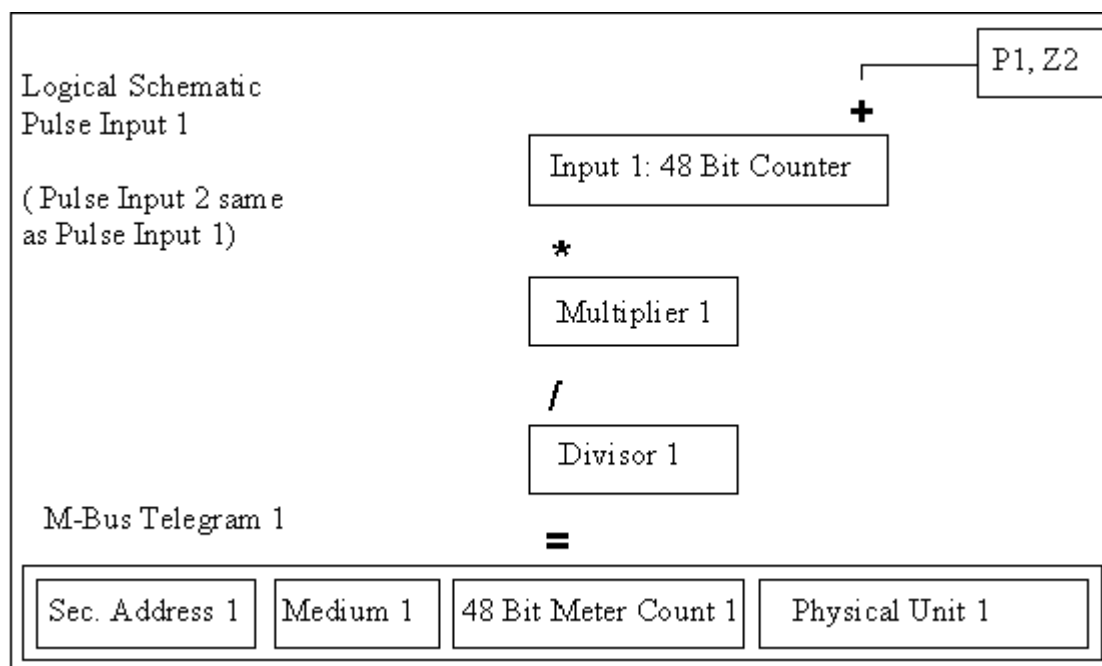 P1, Z2
Logical Schematic
Pulse Input 1
+
Input 1: 48 Bit Counter
( Pulse Input 2 same
as Pulse Input 1)
*
Multiplier 1
/
Divisor 1
M-Bus Telegram 1
=
Sec. Address 1 Medium 1 48 Bit Meter Count 1 Physical Unit 1